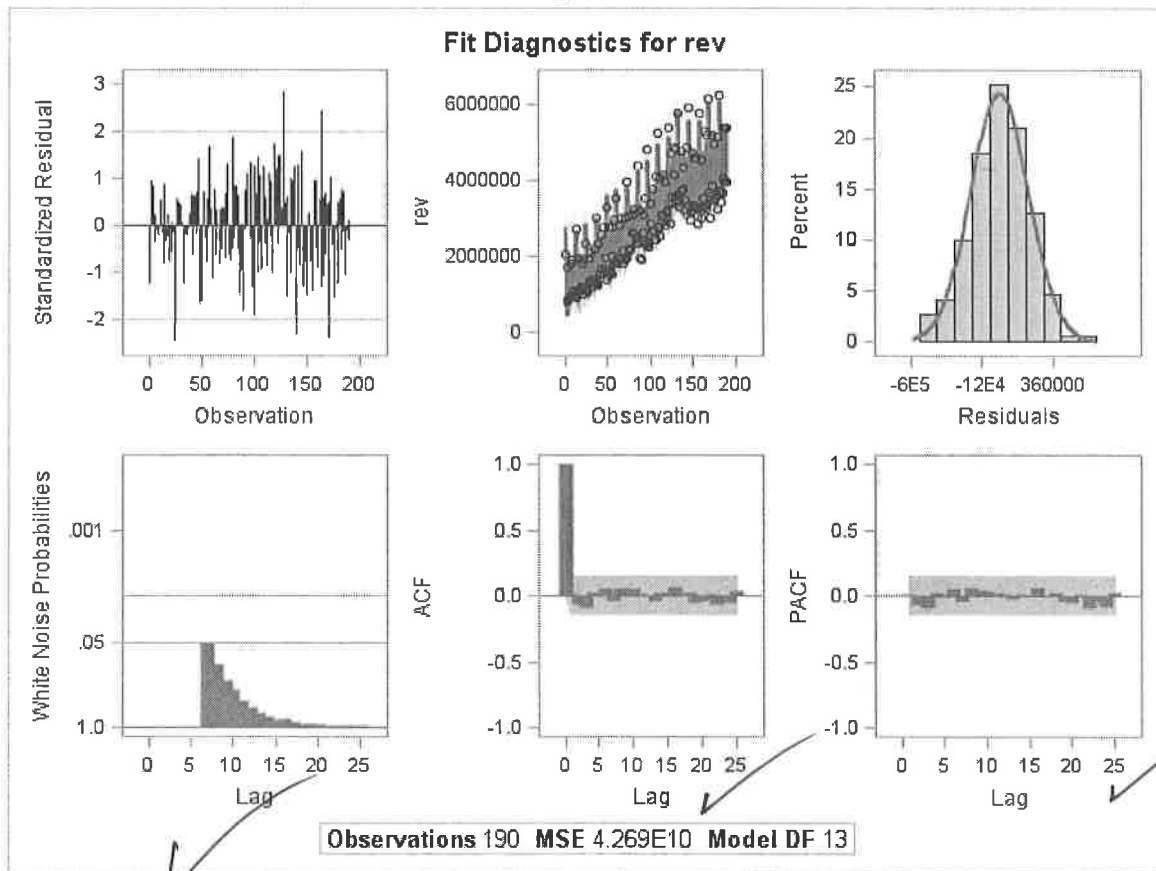 Fit Diagnostics for rev
Standardized Residual
3
2
1
0
-1
-2
0 50 100 150 200
Observation
rev
6000000
4000000
2000000
0
0 50 100 150 200
Observation
Percent
25
20
15
10
5
0
-6E5 -12E4 360000
Residuals
White Noise Probabilities
.001
.05
1.0
0 5 10 15 20 25
Lag
ACF
1.0
0.5
0.0
-0.5
-1.0
0 5 10 15 20 25
Lag
PACF
1.0
0.5
0.0
-0.5
-1.0
0 5 10 15 20 25
Lag
Observations 190 MSE 4.269E10 Model DF 13